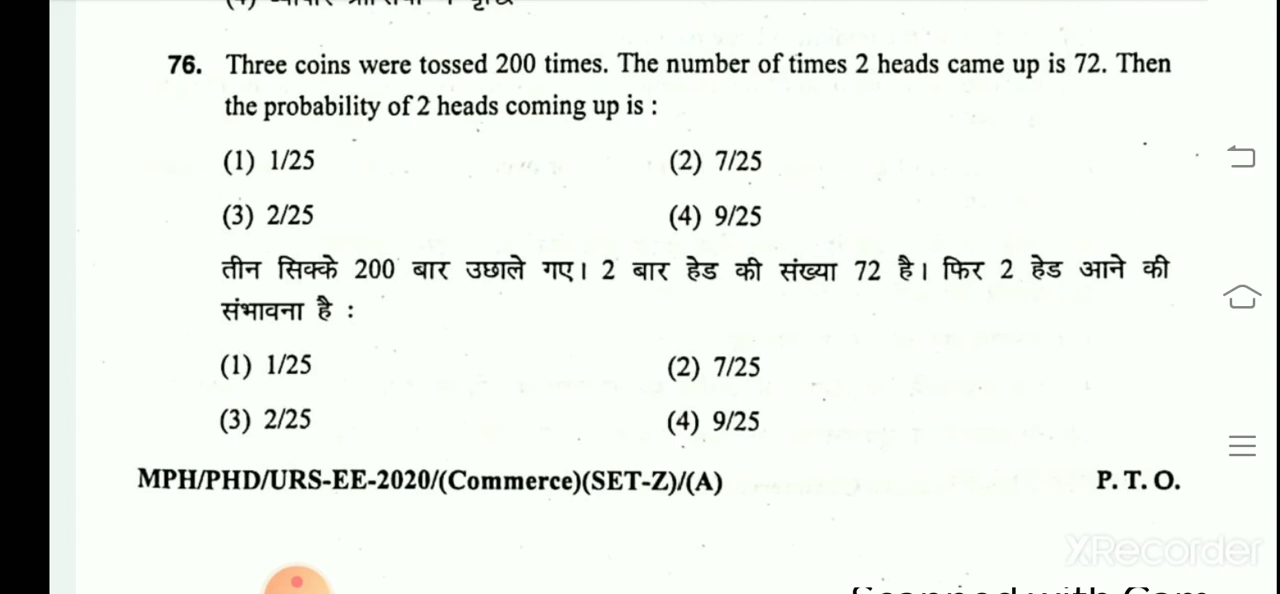 76. Three coins were tossed 200 times. The number of times 2 heads came up is 72. Then
the probability of 2 heads coming up is :
(1) 1/25 (2) 7/25
(3) 2/25 (4) 9/25
तीन सिक्के 200 बार उछाले गए। 2 बार हेड की संख्या 72 है। फिर 2 हेड आने की
संभावना है :
(1) 1/25 (2) 7/25
(3) 2/25 (4) 9/25
MPH/PHD/URS-EE-2020/(Commerce)(SET-Z)/(A) P. T. O.
XRecorder